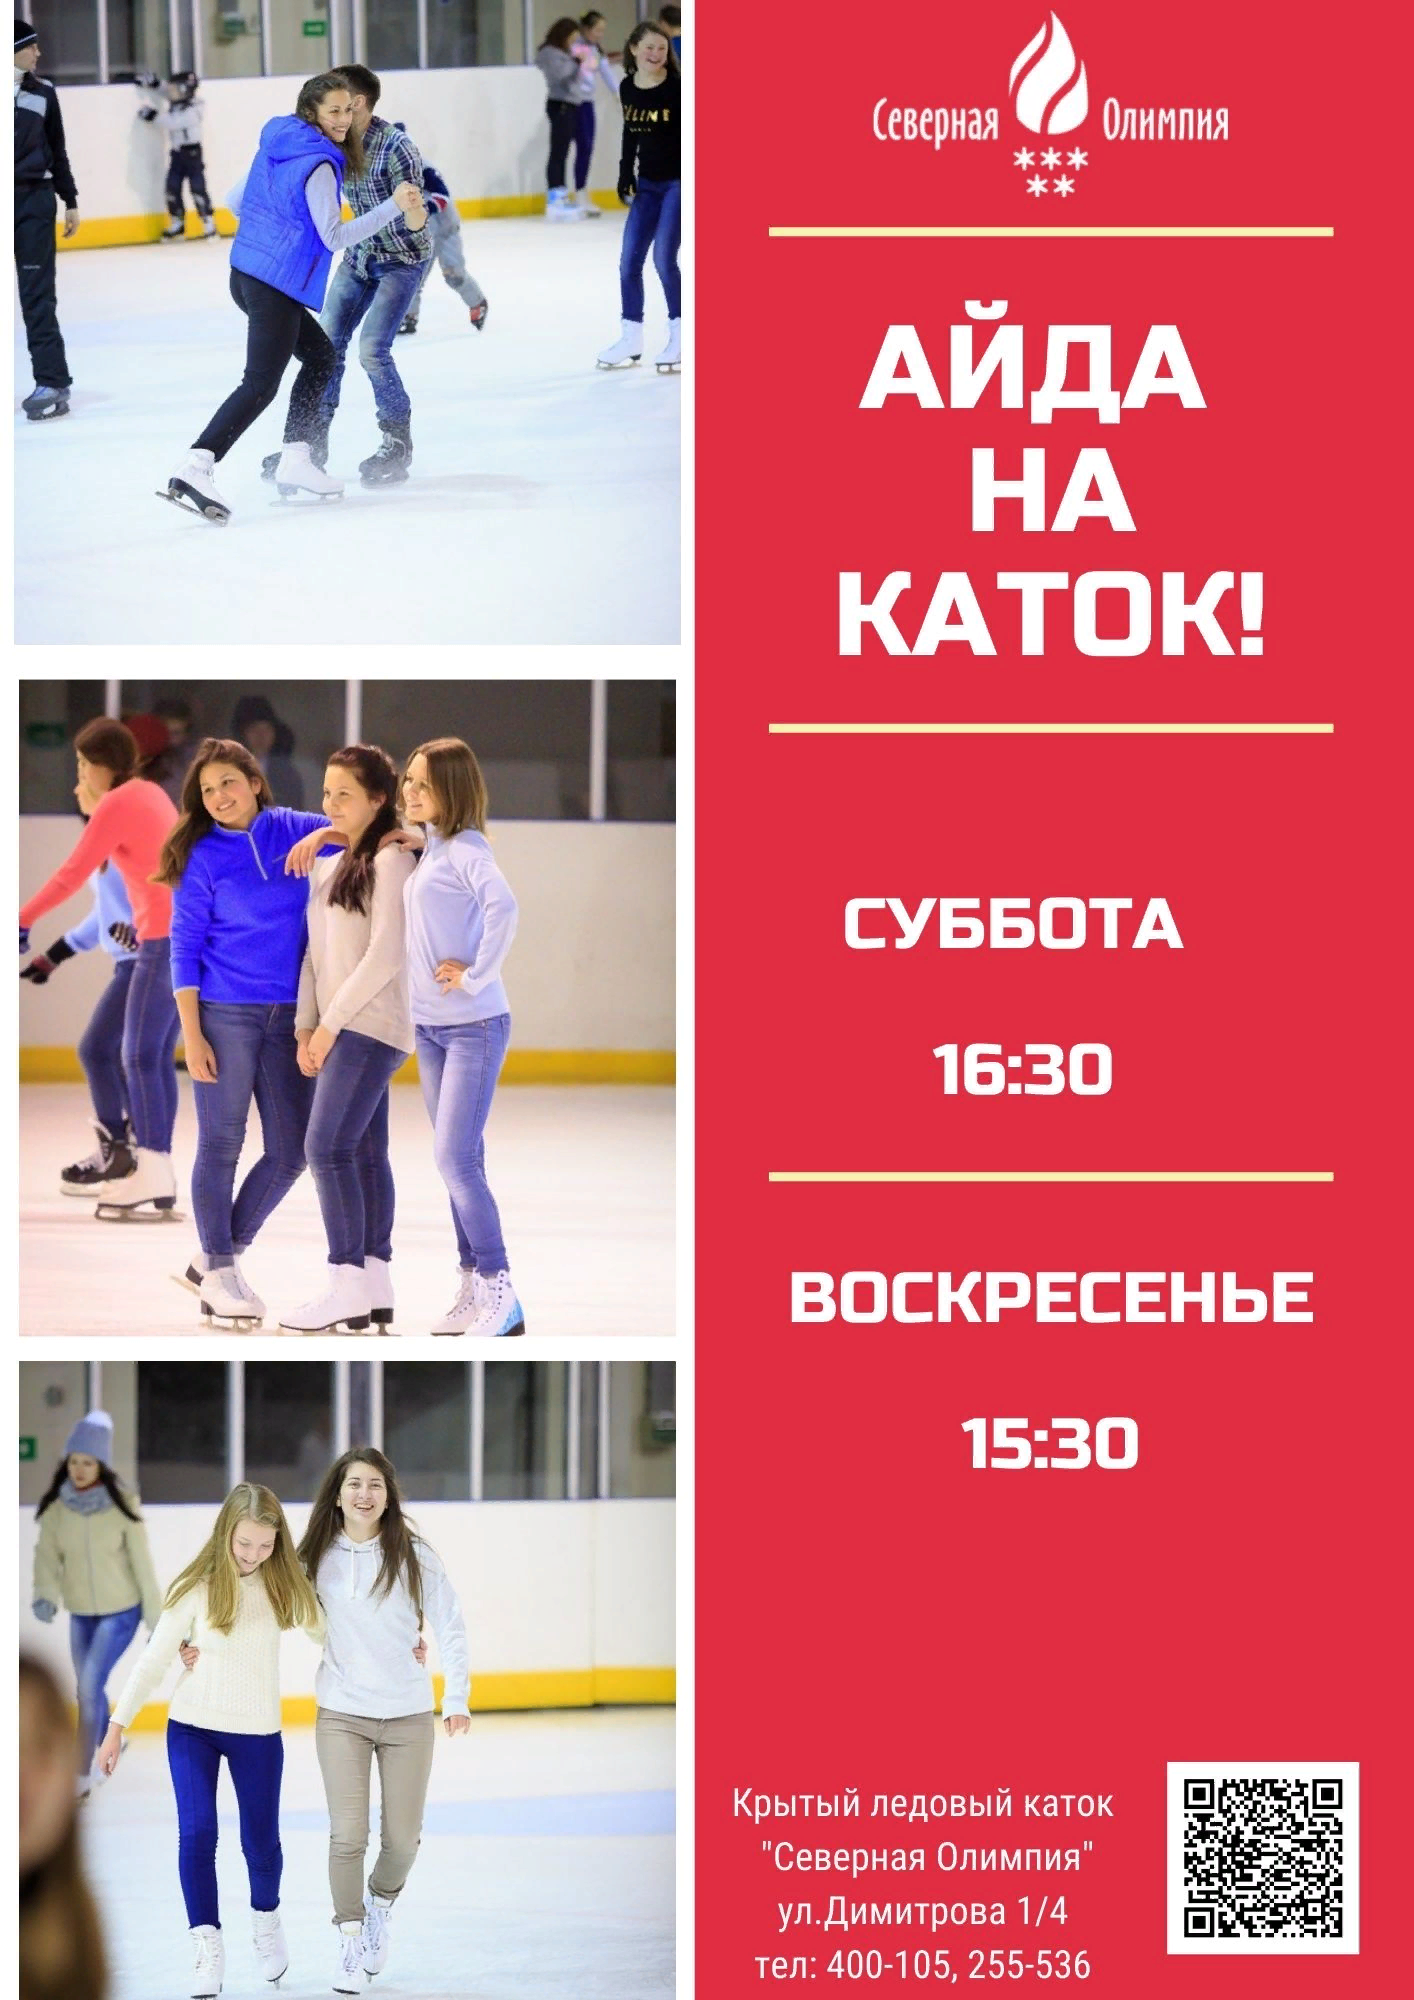 Северная Олимпия
АЙДА
НА
КАТОК!
СУББОТА
16:30
ВОСКРЕСЕНЬЕ
15:30
Крытый ледовый каток
"Северная Олимпия"
ул.Димитрова 1/4
тел: 400-105, 255-536